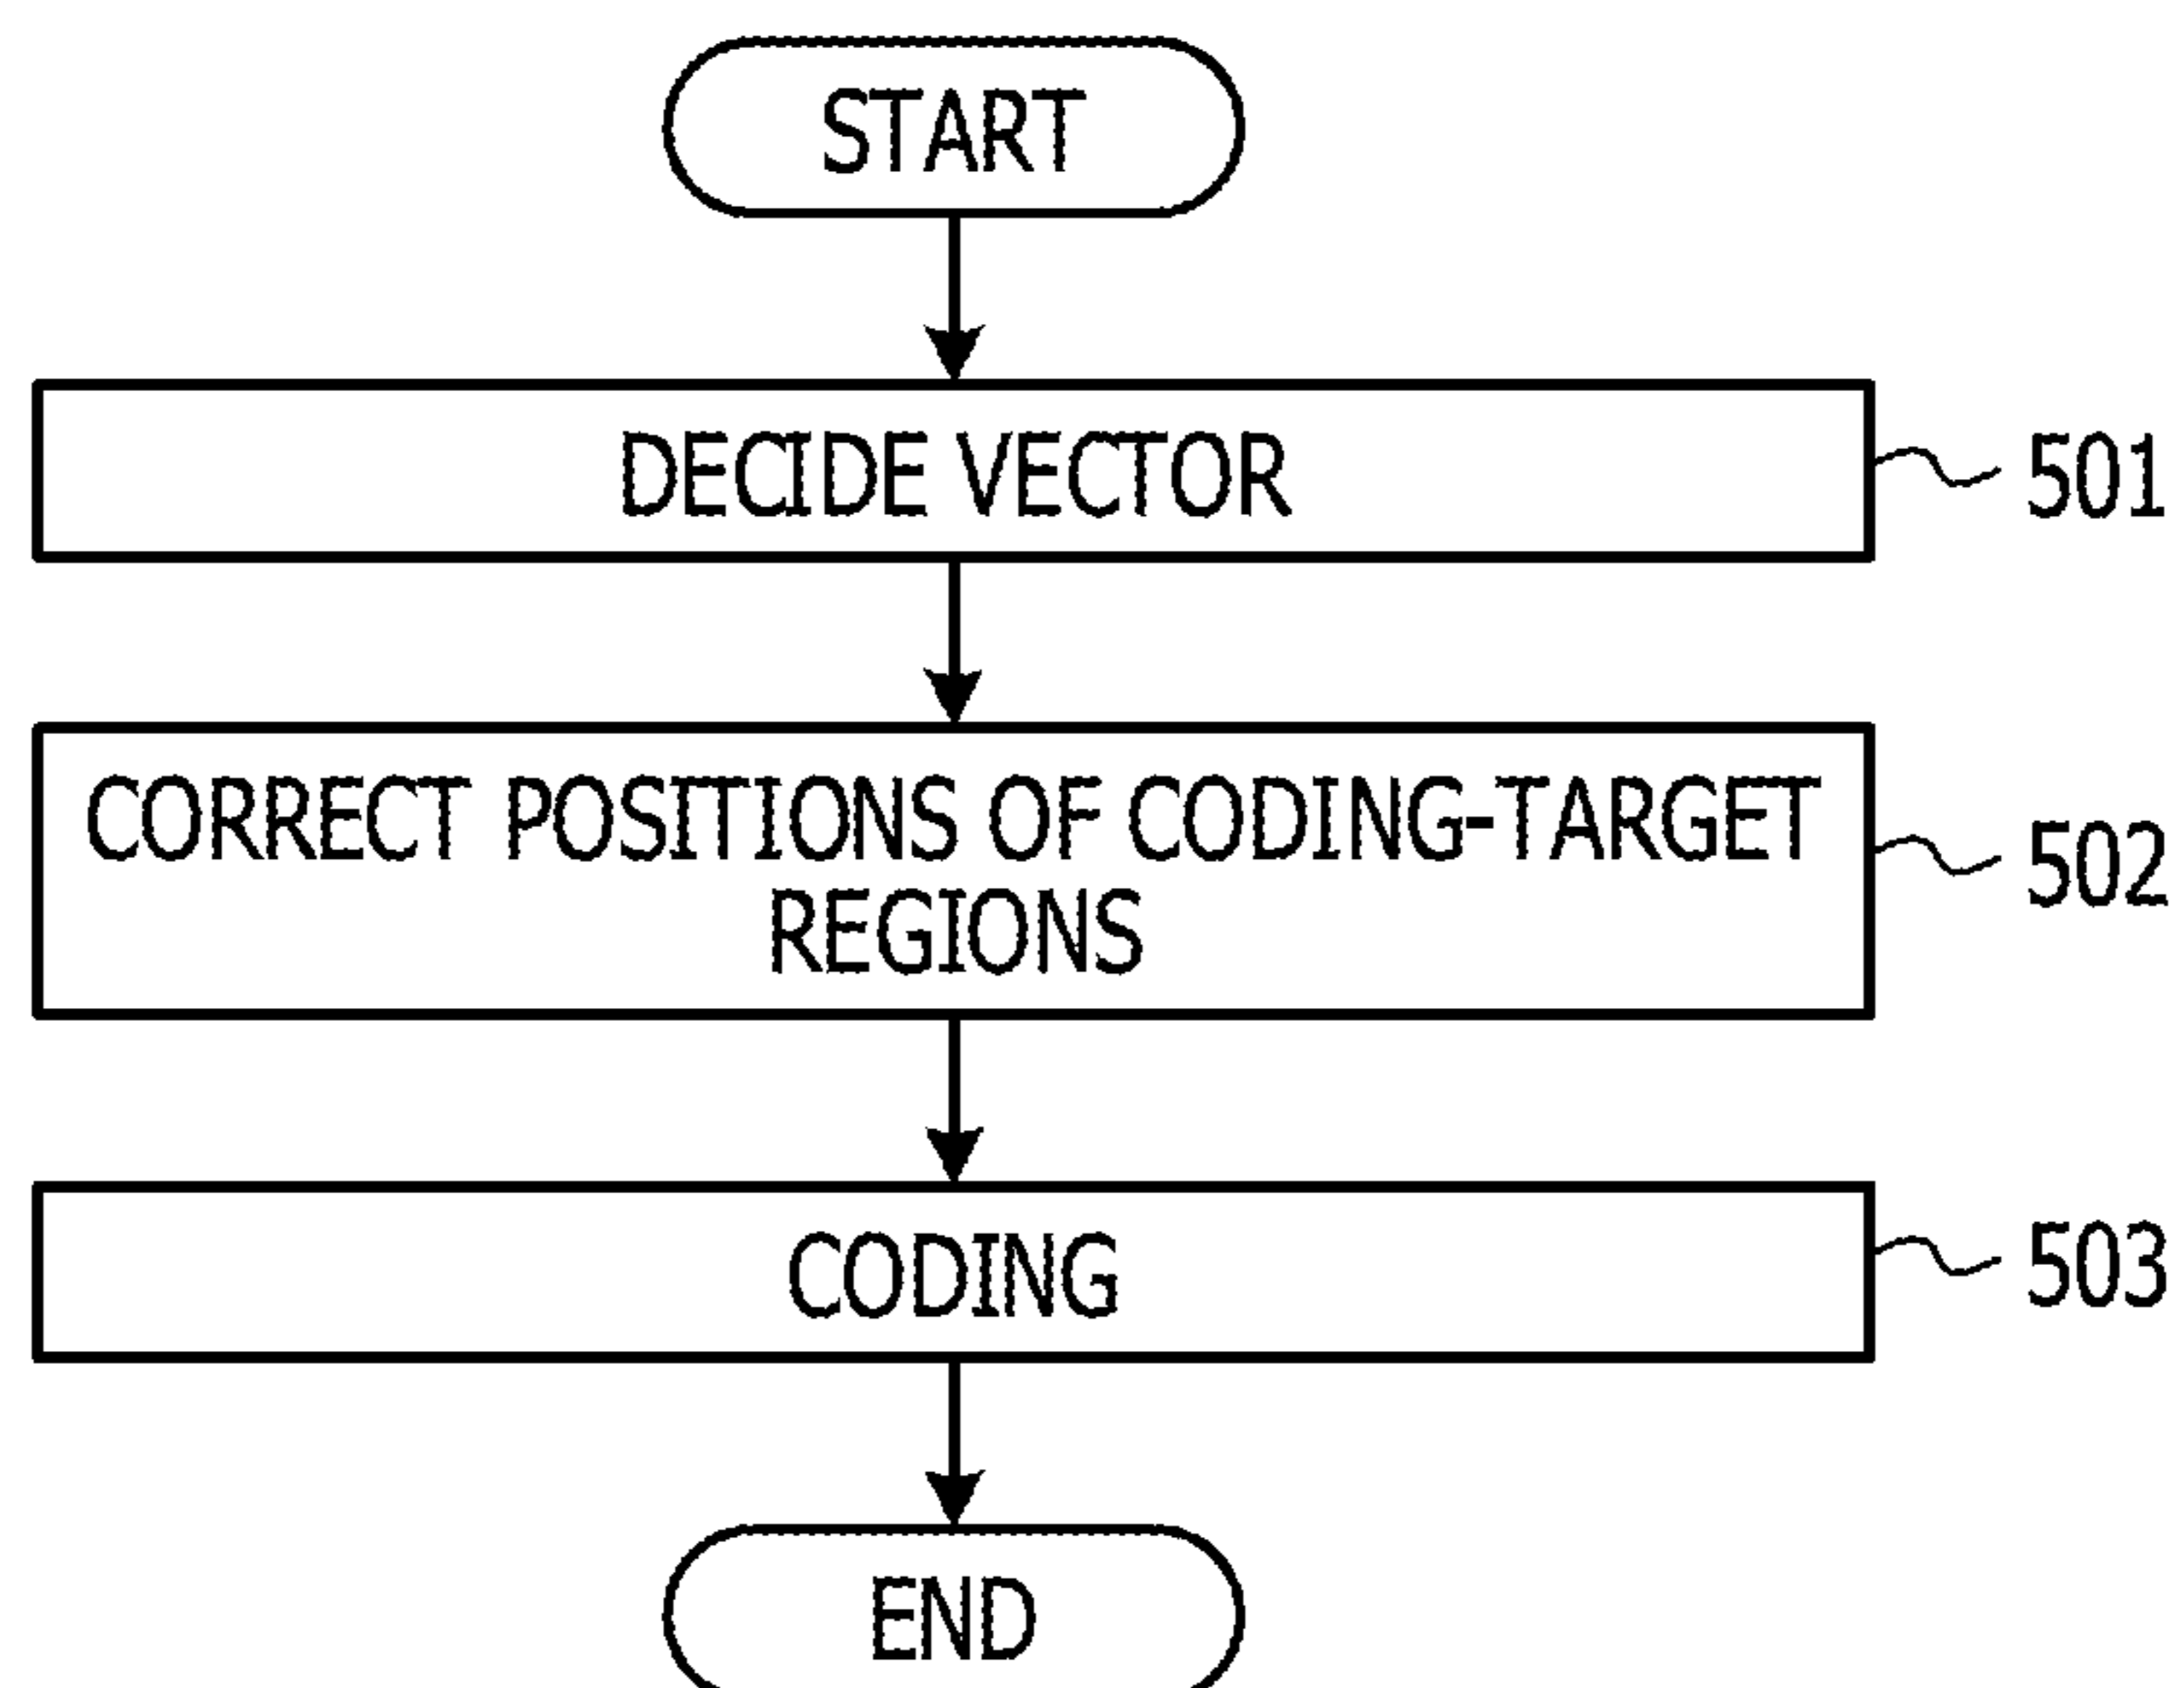 START
DECIDE VECTOR
501
CORRECT POSITIONS OF CODING-TARGET
REGIONS
502
CODING
503
END